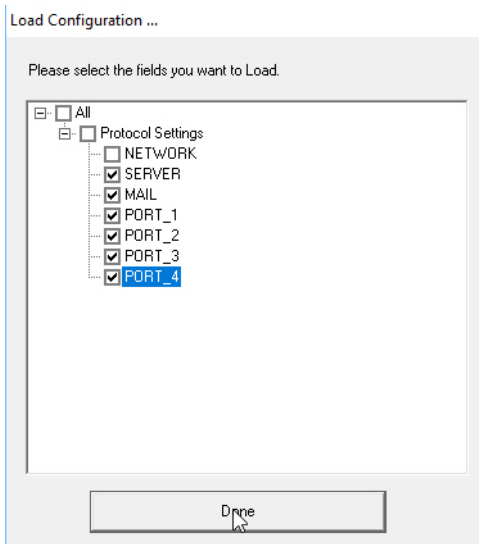 Load Configuration ...
Please select the fields you want to Load.
All
Protocol Settings
NETWORK
SERVER
MAIL
PORT_1
PORT_2
PORT_3
PORT_4
Done